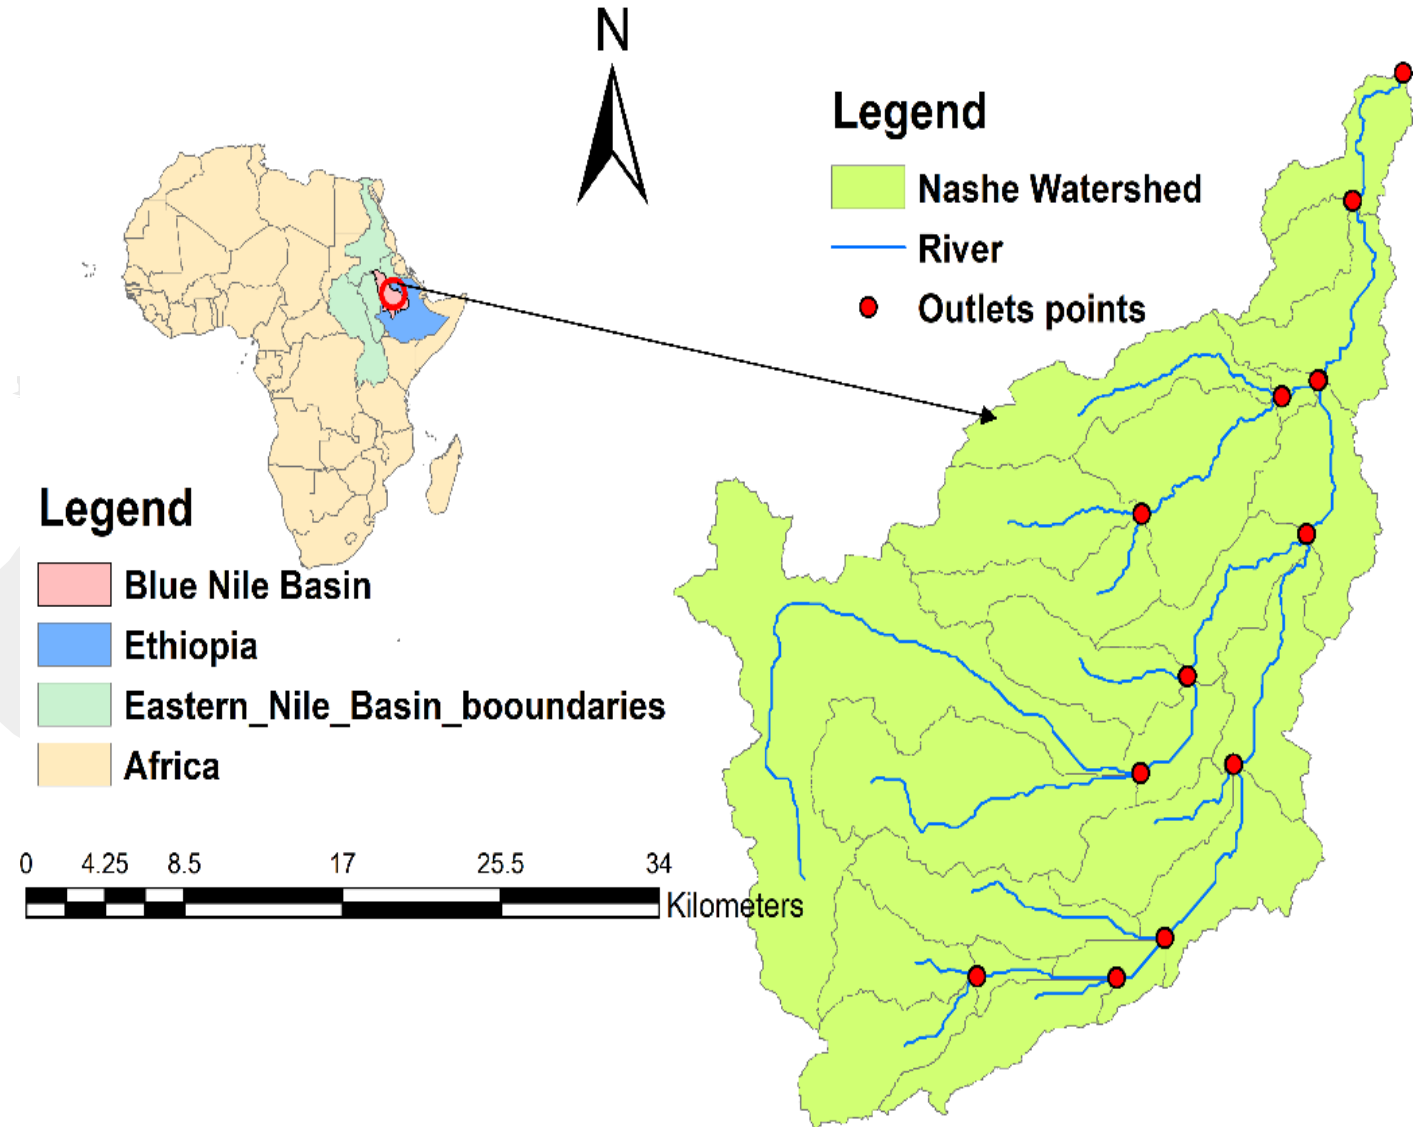 N
Legend
Nashe Watershed
River
Outlets points
Legend
Blue Nile Basin
Ethiopia
Eastern_Nile_Basin_booundaries
Africa
0 4.25 8.5 17 25.5 34
Kilometers